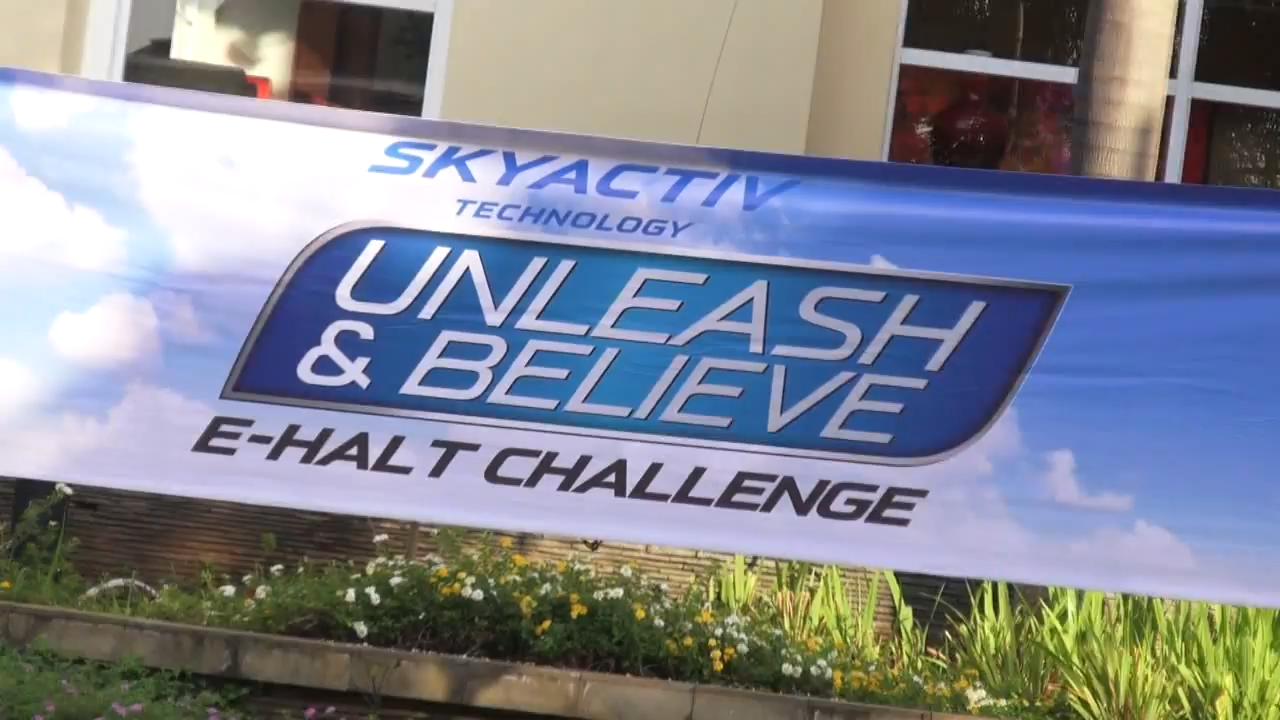 SKYACTIV
TECHNOLOGY
UNLEASH
& BELIEVE
E-HALT CHALLENGE